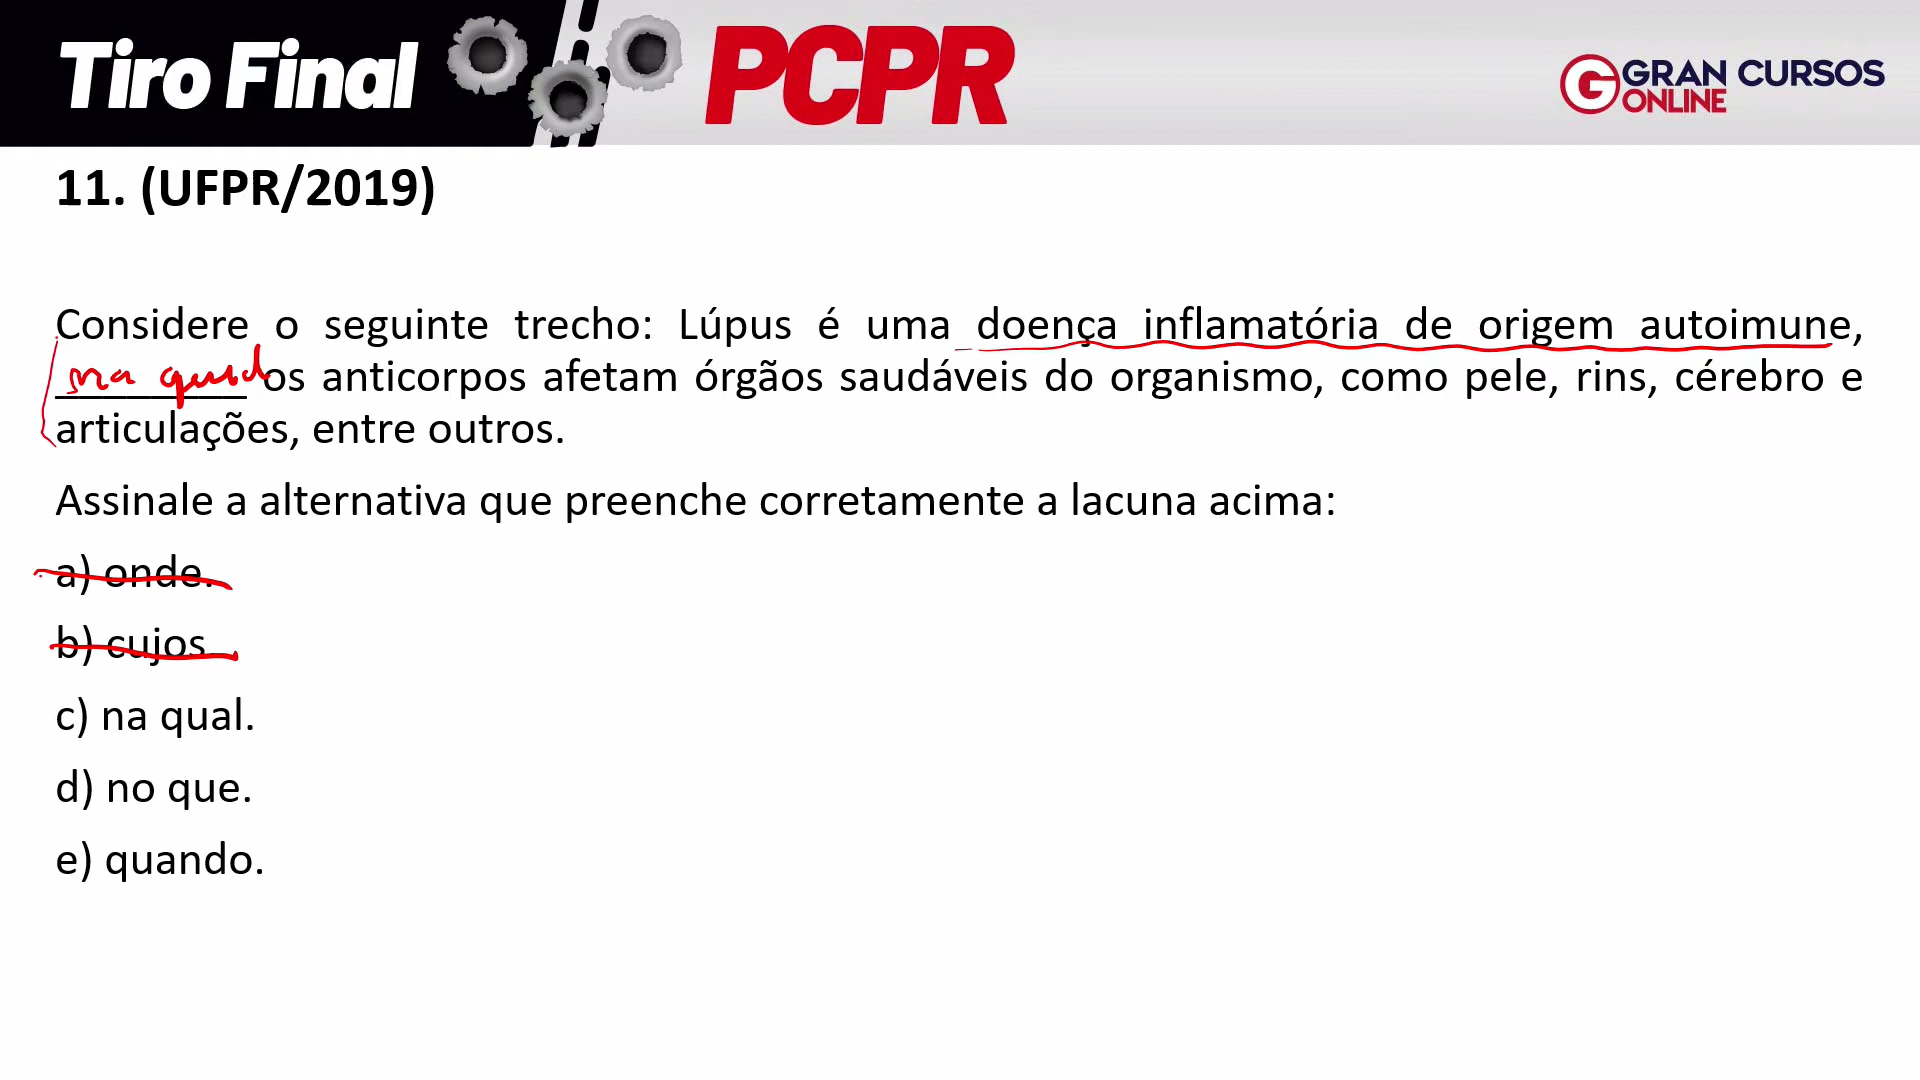 Tiro Final PCPR GRAN CURSOS
ONLINE
11. (UFPR/2019)
Considere o seguinte trecho: Lúpus é uma doença inflamatória de origem autoimune,
na qual os anticorpos afetam órgãos saudáveis do organismo, como pele, rins, cérebro e
articulações, entre outros.
Assinale a alternativa que preenche corretamente a lacuna acima:
a) onde.
b) cujos.
c) na qual.
d) no que.
e) quando.